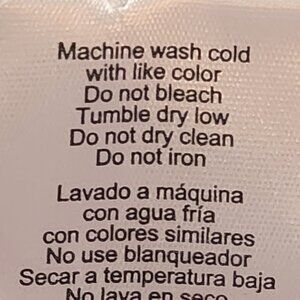 Machine wash cold
with like color
Do not bleach
Tumble dry low
Do not dry clean
Do not iron
Lavado a máquina
con agua fría
con colores similares
No use blanqueador
Secar a temperatura baja
No lava en seco